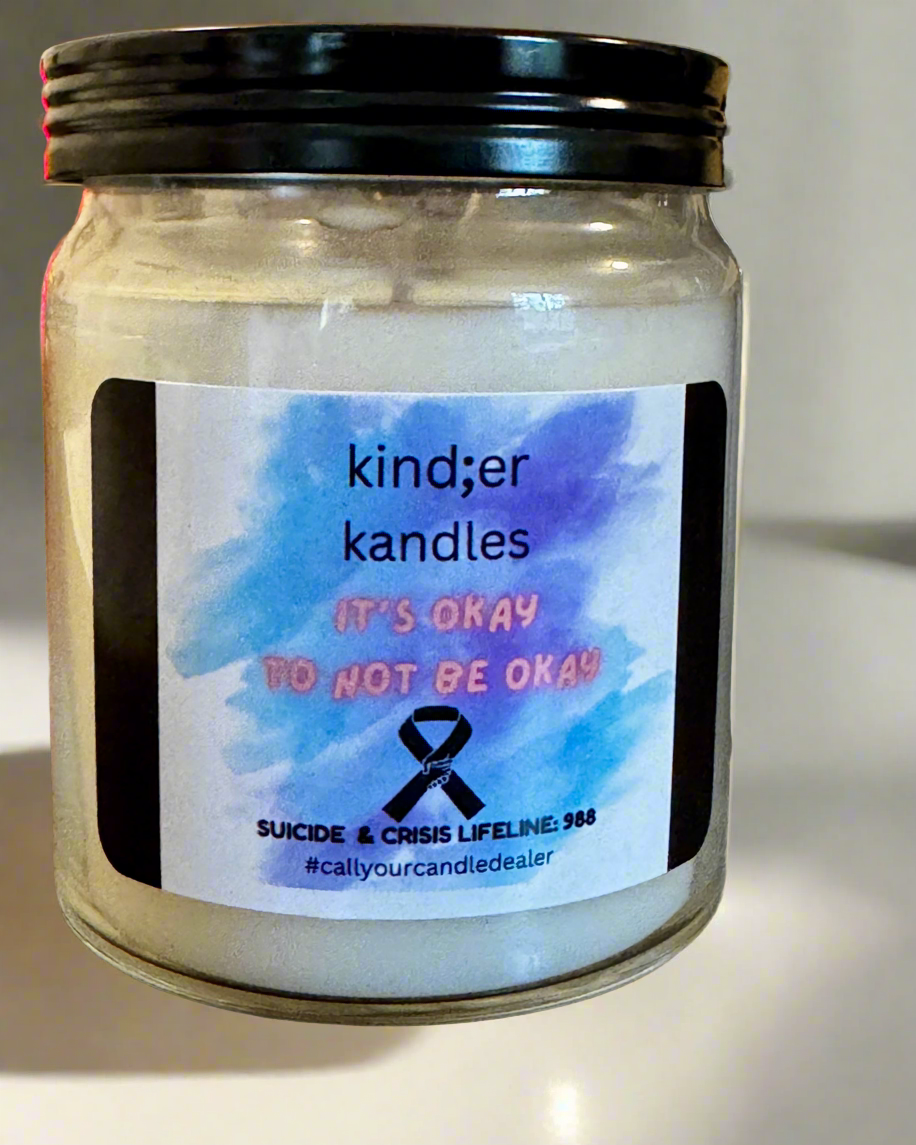 kind;er
kandles
IT'S OKAY
TO NOT BE OKAY
SUICIDE & CRISIS LIFELINE: 988
#callyourcandledealer